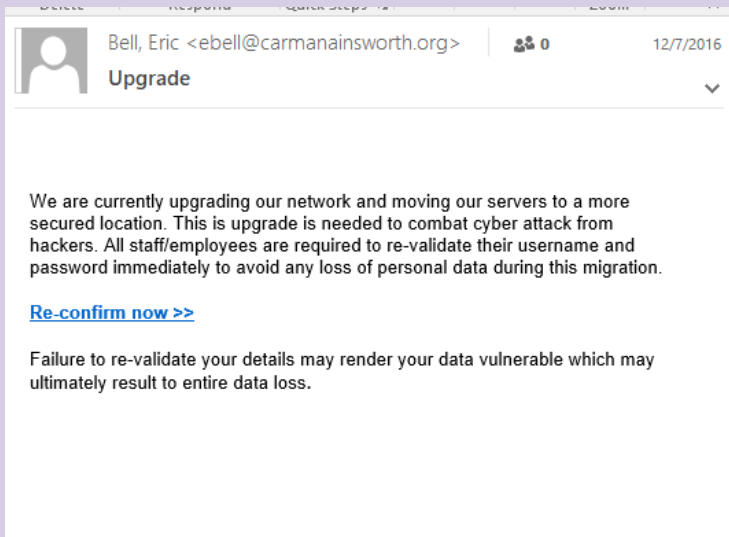 Bell, Eric <ebell@carmanainsworth.org>
0
12/7/2016
Upgrade
We are currently upgrading our network and moving our servers to a more
secured location. This is upgrade is needed to combat cyber attack from
hackers. All staff/employees are required to re-validate their username and
password immediately to avoid any loss of personal data during this migration.
Re-confirm now >>
Failure to re-validate your details may render your data vulnerable which may
ultimately result to entire data loss.